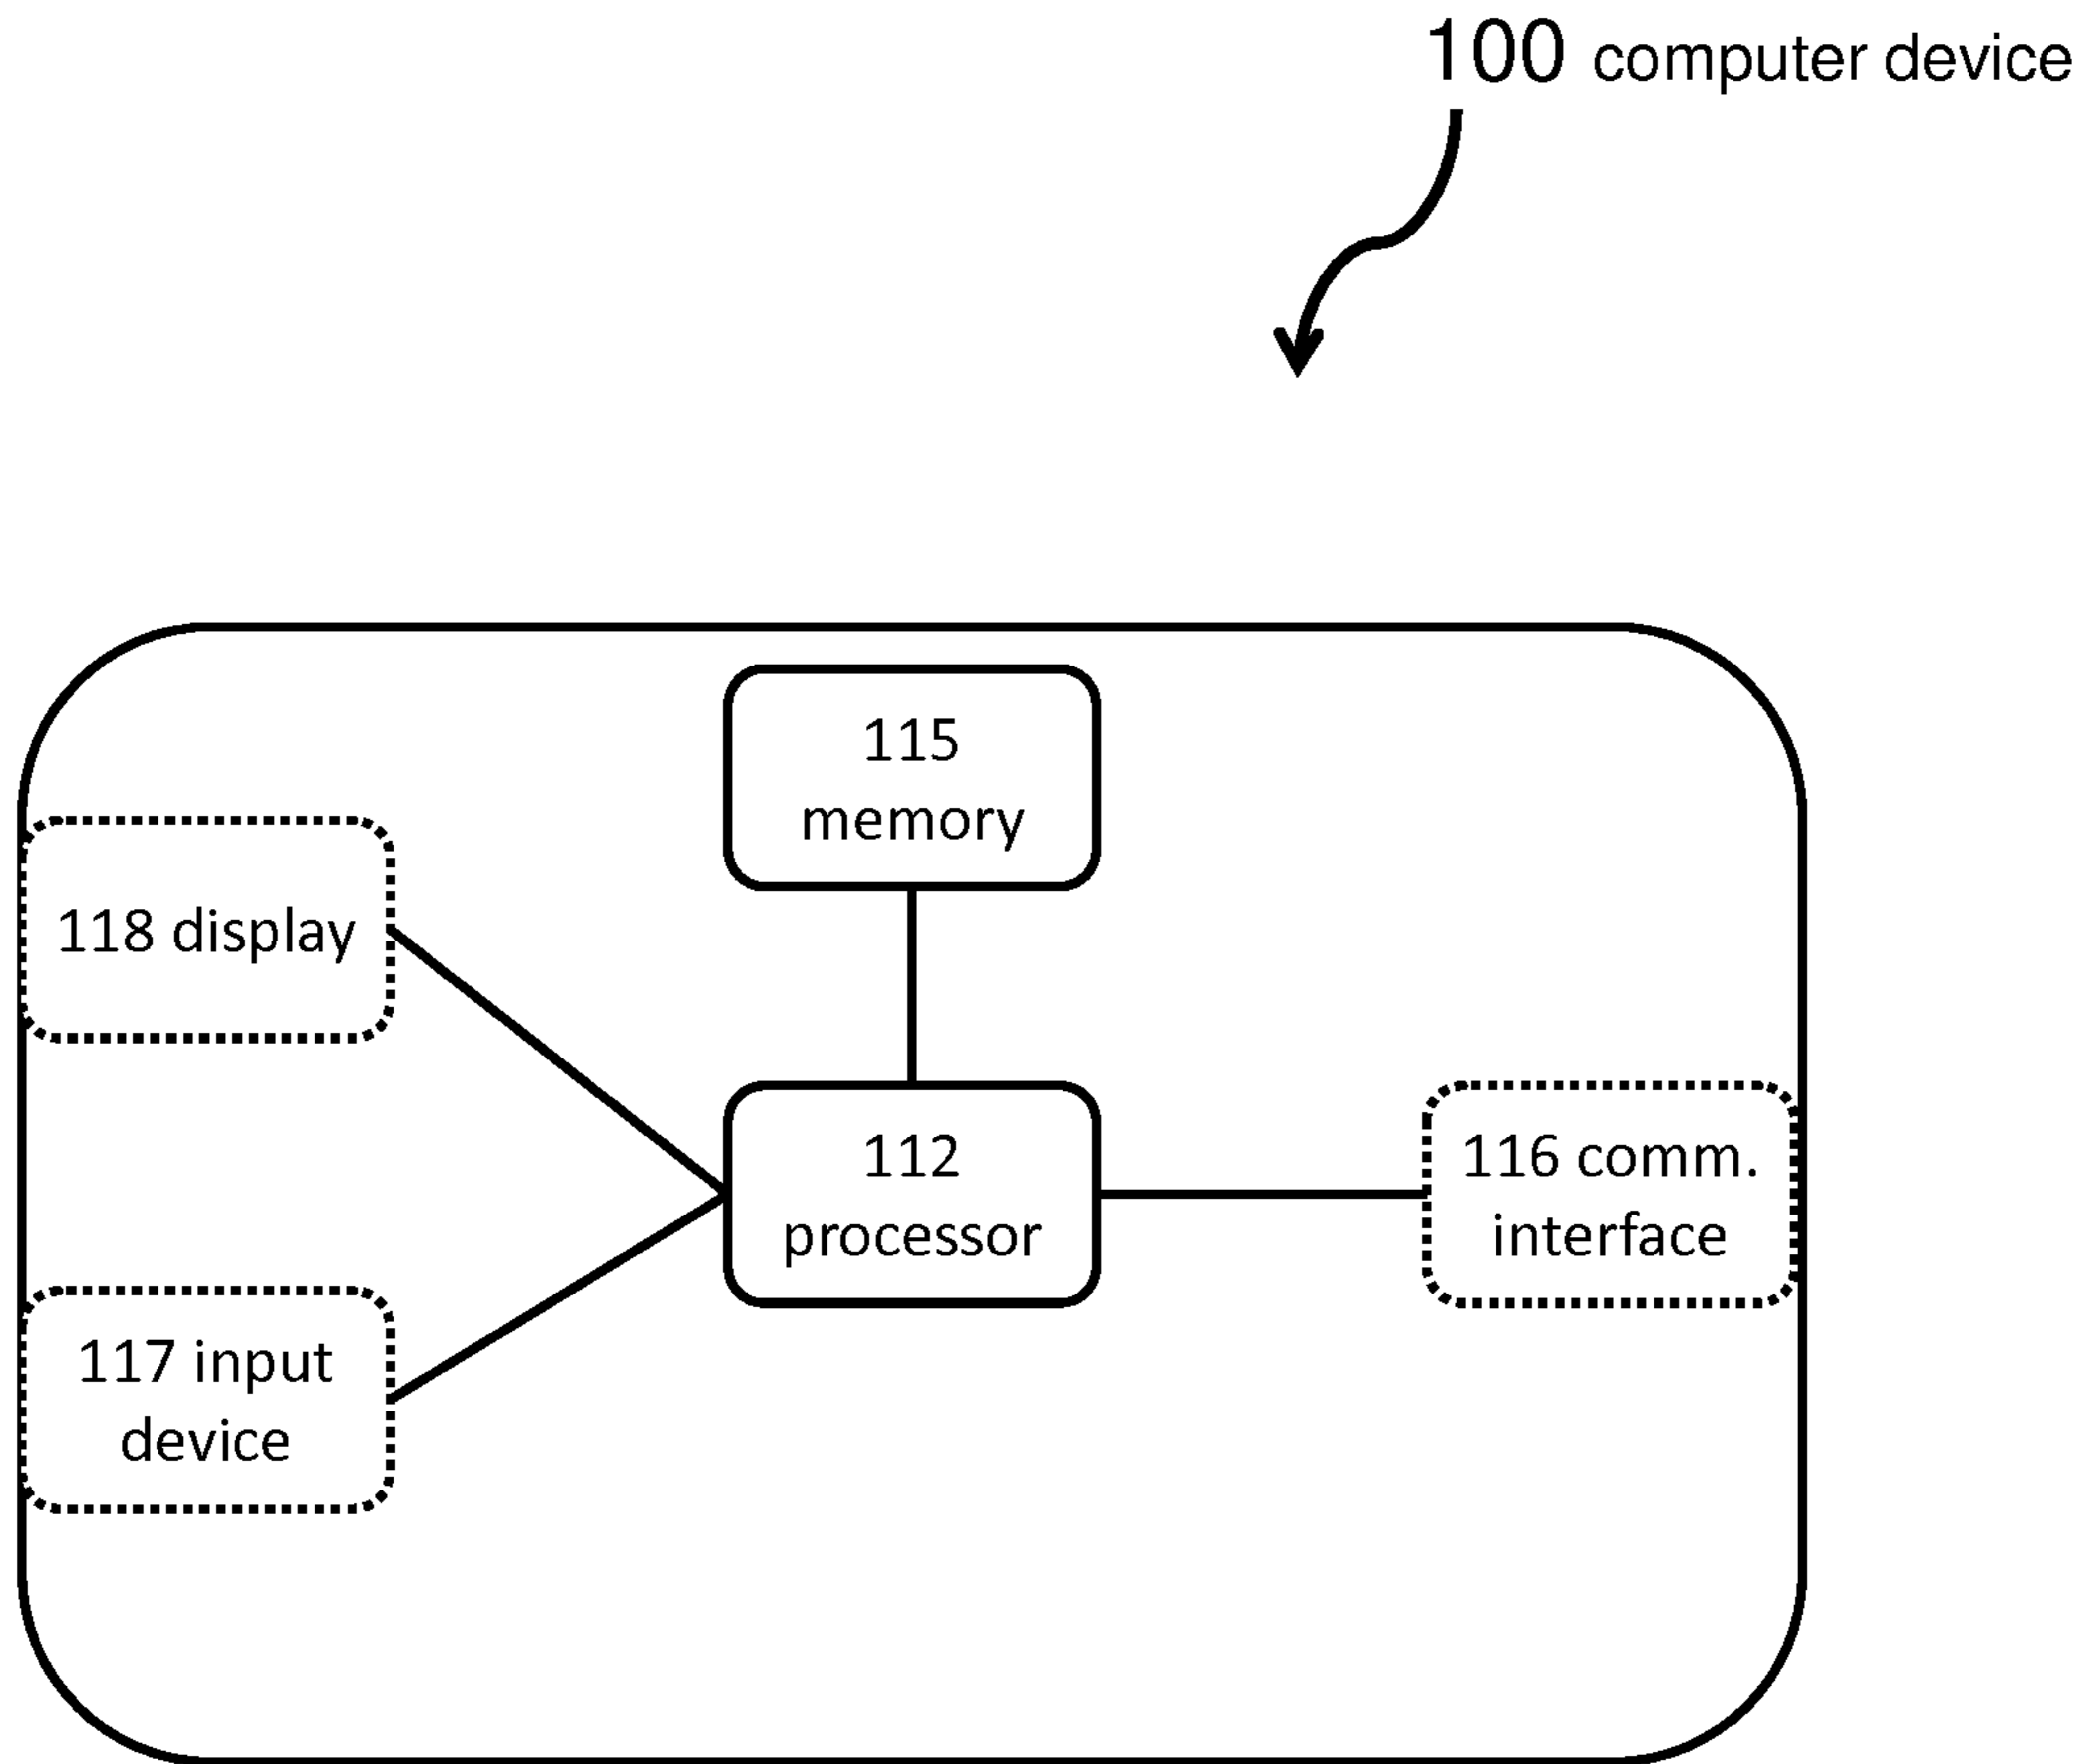 100 computer device
115
memory
118 display
112
processor
116 comm.
interface
117 input
device